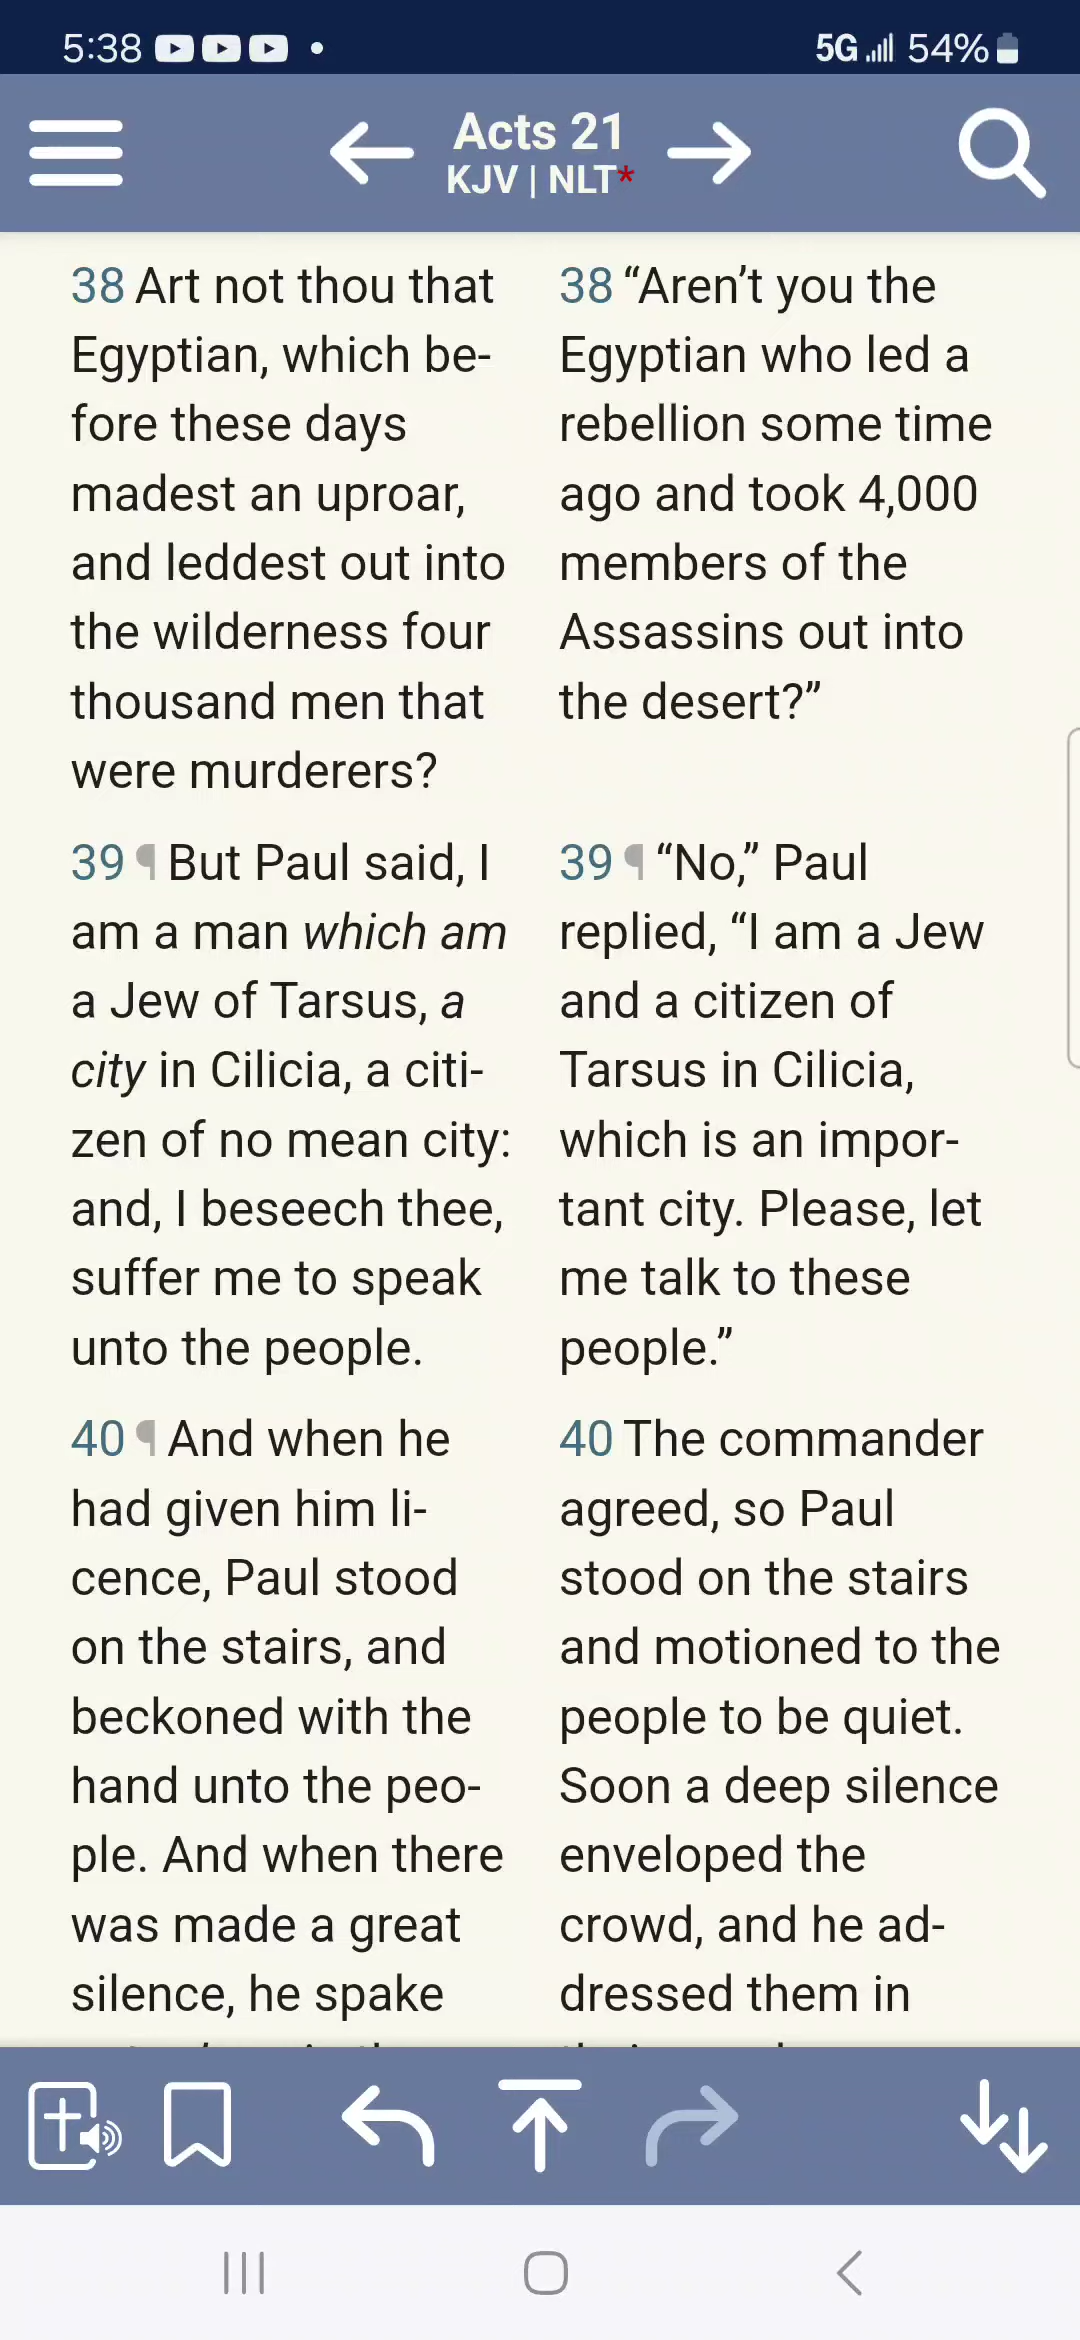 5:38
5G 54%
Acts 21
KJV | NLT*
38 Art not thou that
Egyptian, which be-
fore these days
madest an uproar,
and leddest out into
the wilderness four
thousand men that
were murderers?
39 ¶ But Paul said, I
am a man which am
a Jew of Tarsus, a
city in Cilicia, a citi-
zen of no mean city:
and, I beseech thee,
suffer me to speak
unto the people.
40 ¶ And when he
had given him li-
cence, Paul stood
on the stairs, and
beckoned with the
hand unto the peo-
ple. And when there
was made a great
silence, he spake
38 “Aren’t you the
Egyptian who led a
rebellion some time
ago and took 4,000
members of the
Assassins out into
the desert?”
39 ¶ “No,” Paul
replied, “I am a Jew
and a citizen of
Tarsus in Cilicia,
which is an impor-
tant city. Please, let
me talk to these
people.”
40 The commander
agreed, so Paul
stood on the stairs
and motioned to the
people to be quiet.
Soon a deep silence
enveloped the
crowd, and he ad-
dressed them in